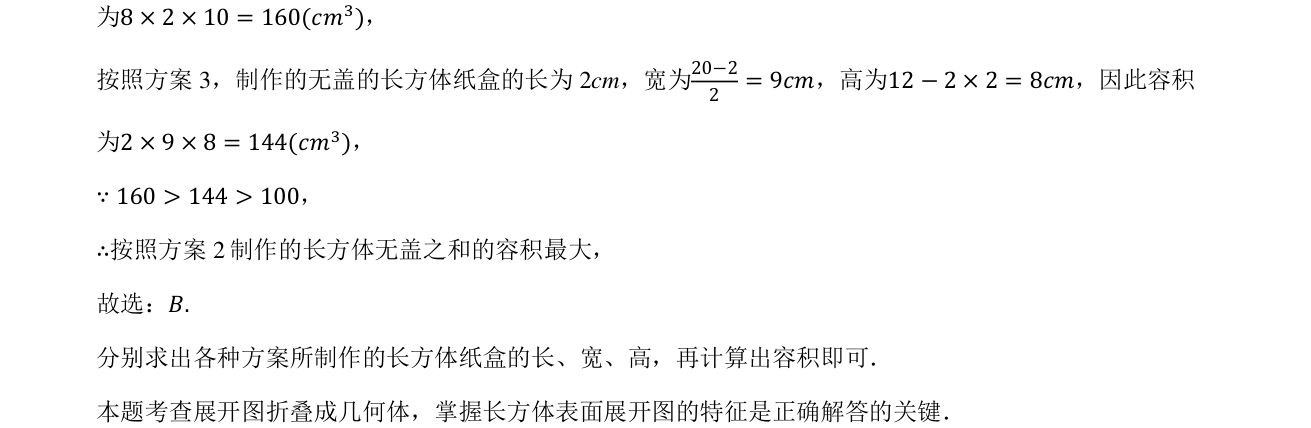 为8 × 2 × 10 = 160(cm³)，
按照方案 3，制作的无盖的长方体纸盒的长为 2cm，宽为\frac{20−2}{2} = 9cm，高为12 − 2 × 2 = 8cm，因此容积
为2 × 9 × 8 = 144(cm³)，
∵ 160 > 144 > 100，
∴按照方案 2 制作的长方体无盖之和的容积最大，
故选：B.
分别求出各种方案所制作的长方体纸盒的长、宽、高，再计算出容积即可．
本题考查展开图折叠成几何体，掌握长方体表面展开图的特征是正确解答的关键．